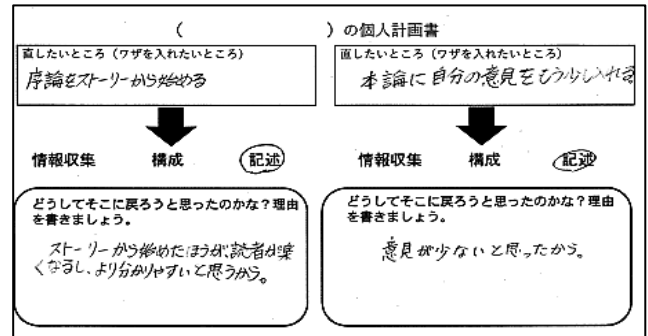 ( )の個人計画書
直したいところ（ワザを入れたいところ）
序論をストーリーから始める
情報収集 構成 記述
どうしてそこに戻ろうと思ったのかな？理由
を書きましょう。
ストーリーから始めたほうが、読者が楽
くなるし、より分かりやすいと思うから。
直したいところ（ワザを入れたいところ）
本論に自分の意見をもう少し入れる
情報収集 構成 記述
どうしてそこに戻ろうと思ったのかな？理由
を書きましょう。
意見が少ないと思ったから。